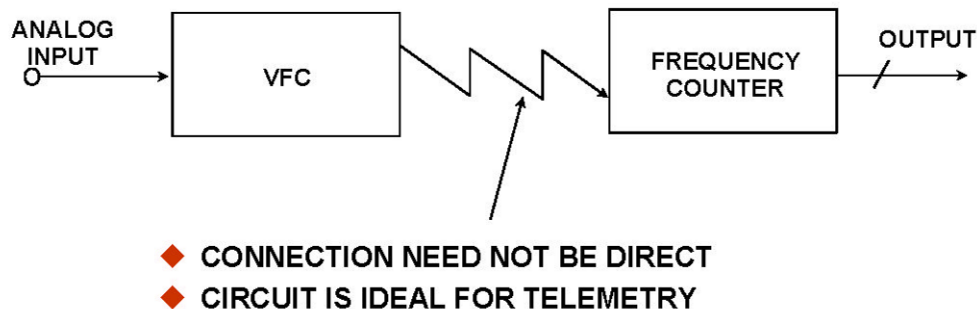 ANALOG
INPUT
VFC
FREQUENCY
COUNTER
OUTPUT
CONNECTION NEED NOT BE DIRECT
CIRCUIT IS IDEAL FOR TELEMETRY